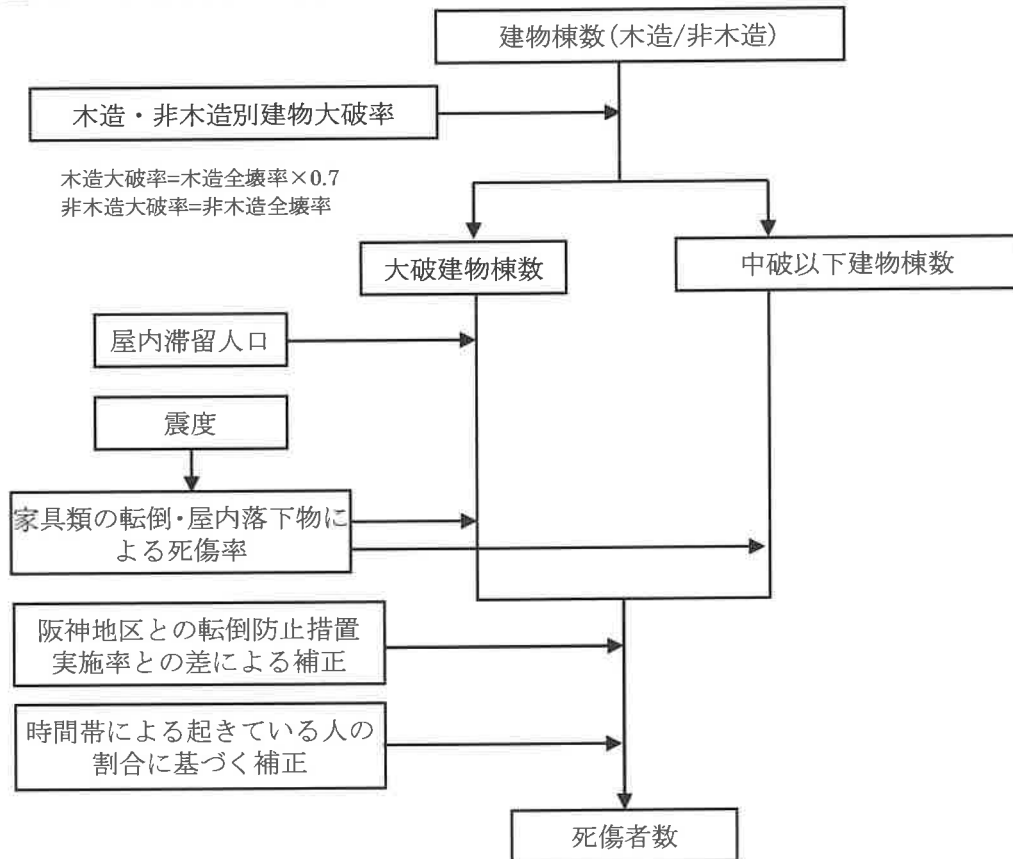 建物棟数(木造/非木造)
木造・非木造別建物大破率
木造大破率=木造全壊率×0.7
非木造大破率=非木造全壊率
大破建物棟数
中破以下建物棟数
屋内滞留人口
震度
家具類の転倒・屋内落下物に
よる死傷率
阪神地区との転倒防止措置
実施率との差による補正
時間帯による起きている人の
割合に基づく補正
死傷者数